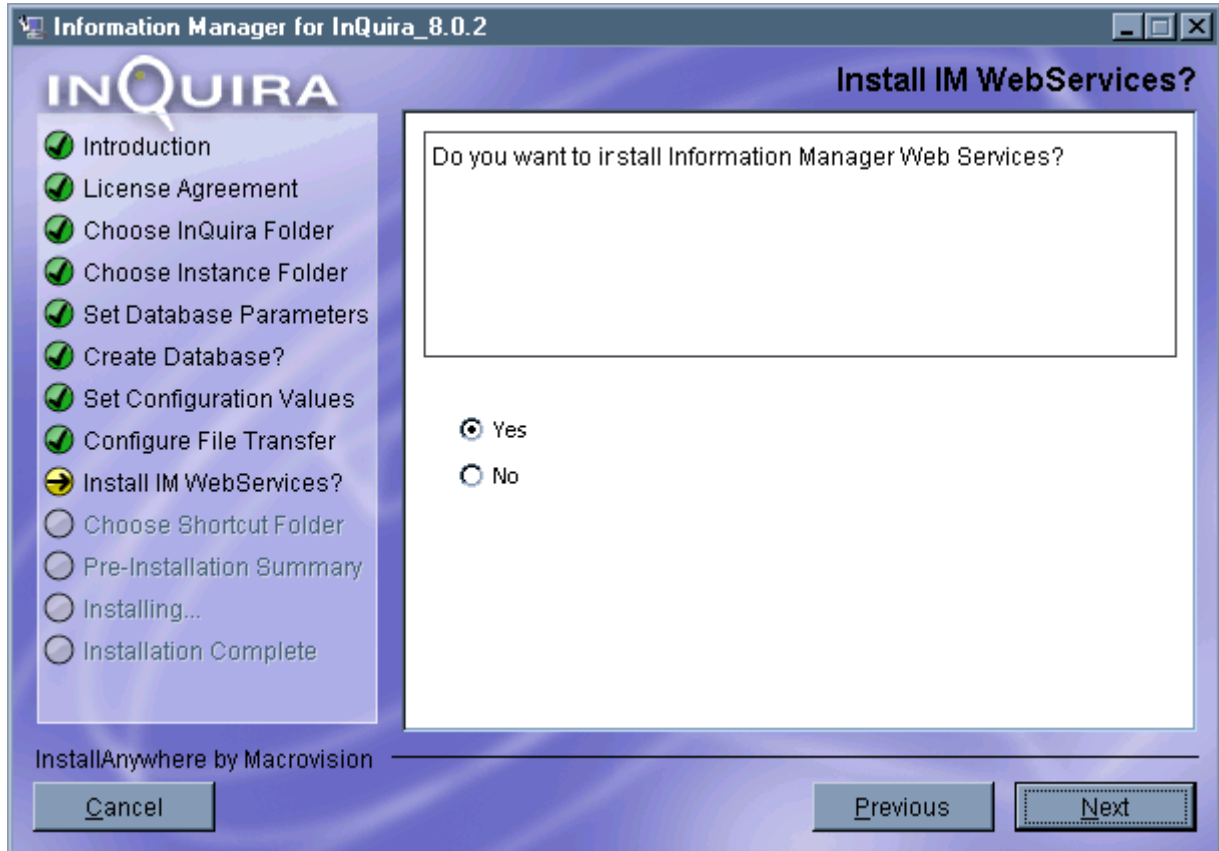 Information Manager for InQuira_8.0.2
INQUIRA
Install IM WebServices?
Introduction
License Agreement
Choose InQuira Folder
Choose Instance Folder
Set Database Parameters
Create Database?
Set Configuration Values
Configure File Transfer
Install IM WebServices?
Choose Shortcut Folder
Pre-Installation Summary
Installing...
Installation Complete
Do you want to install Information Manager Web Services?
Yes
No
InstallAnywhere by Macrovision
Cancel
Previous
Next